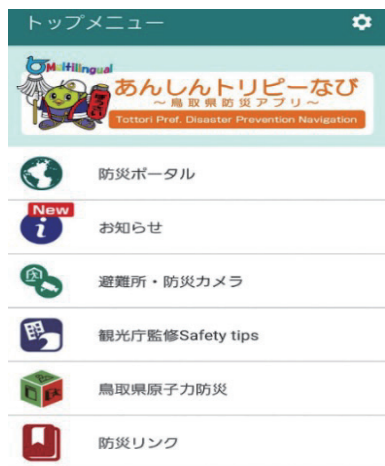 トップメニュー
Multilingual
あんしんトリピーなび
～鳥取県防災アプリ～
Tottori Pref. Disaster Prevention Navigation
防災ポータル
New
お知らせ
避難所・防災カメラ
観光庁監修Safety tips
鳥取県原子力防災
防災リンク